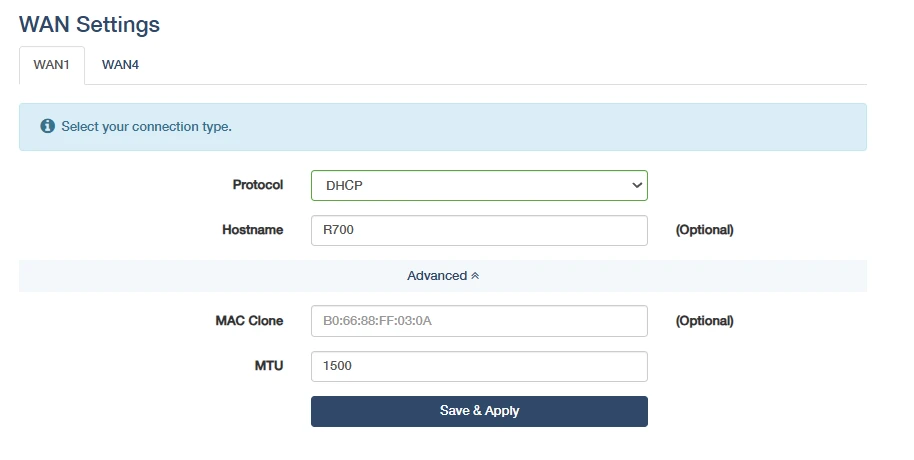 WAN Settings
WAN1 WAN4
Select your connection type.
Protocol DHCP
Hostname R700 (Optional)
Advanced
MAC Clone B0:66:88:FF:03:0A (Optional)
MTU 1500
Save & Apply